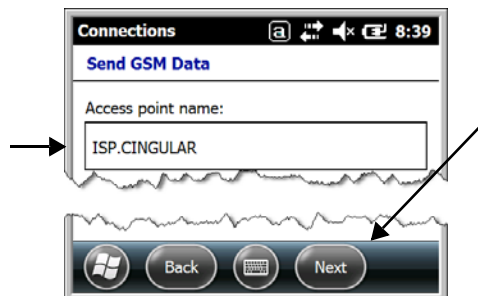 Connections a 8:39
Send GSM Data
Access point name:
ISP.CINGULAR
Back Next